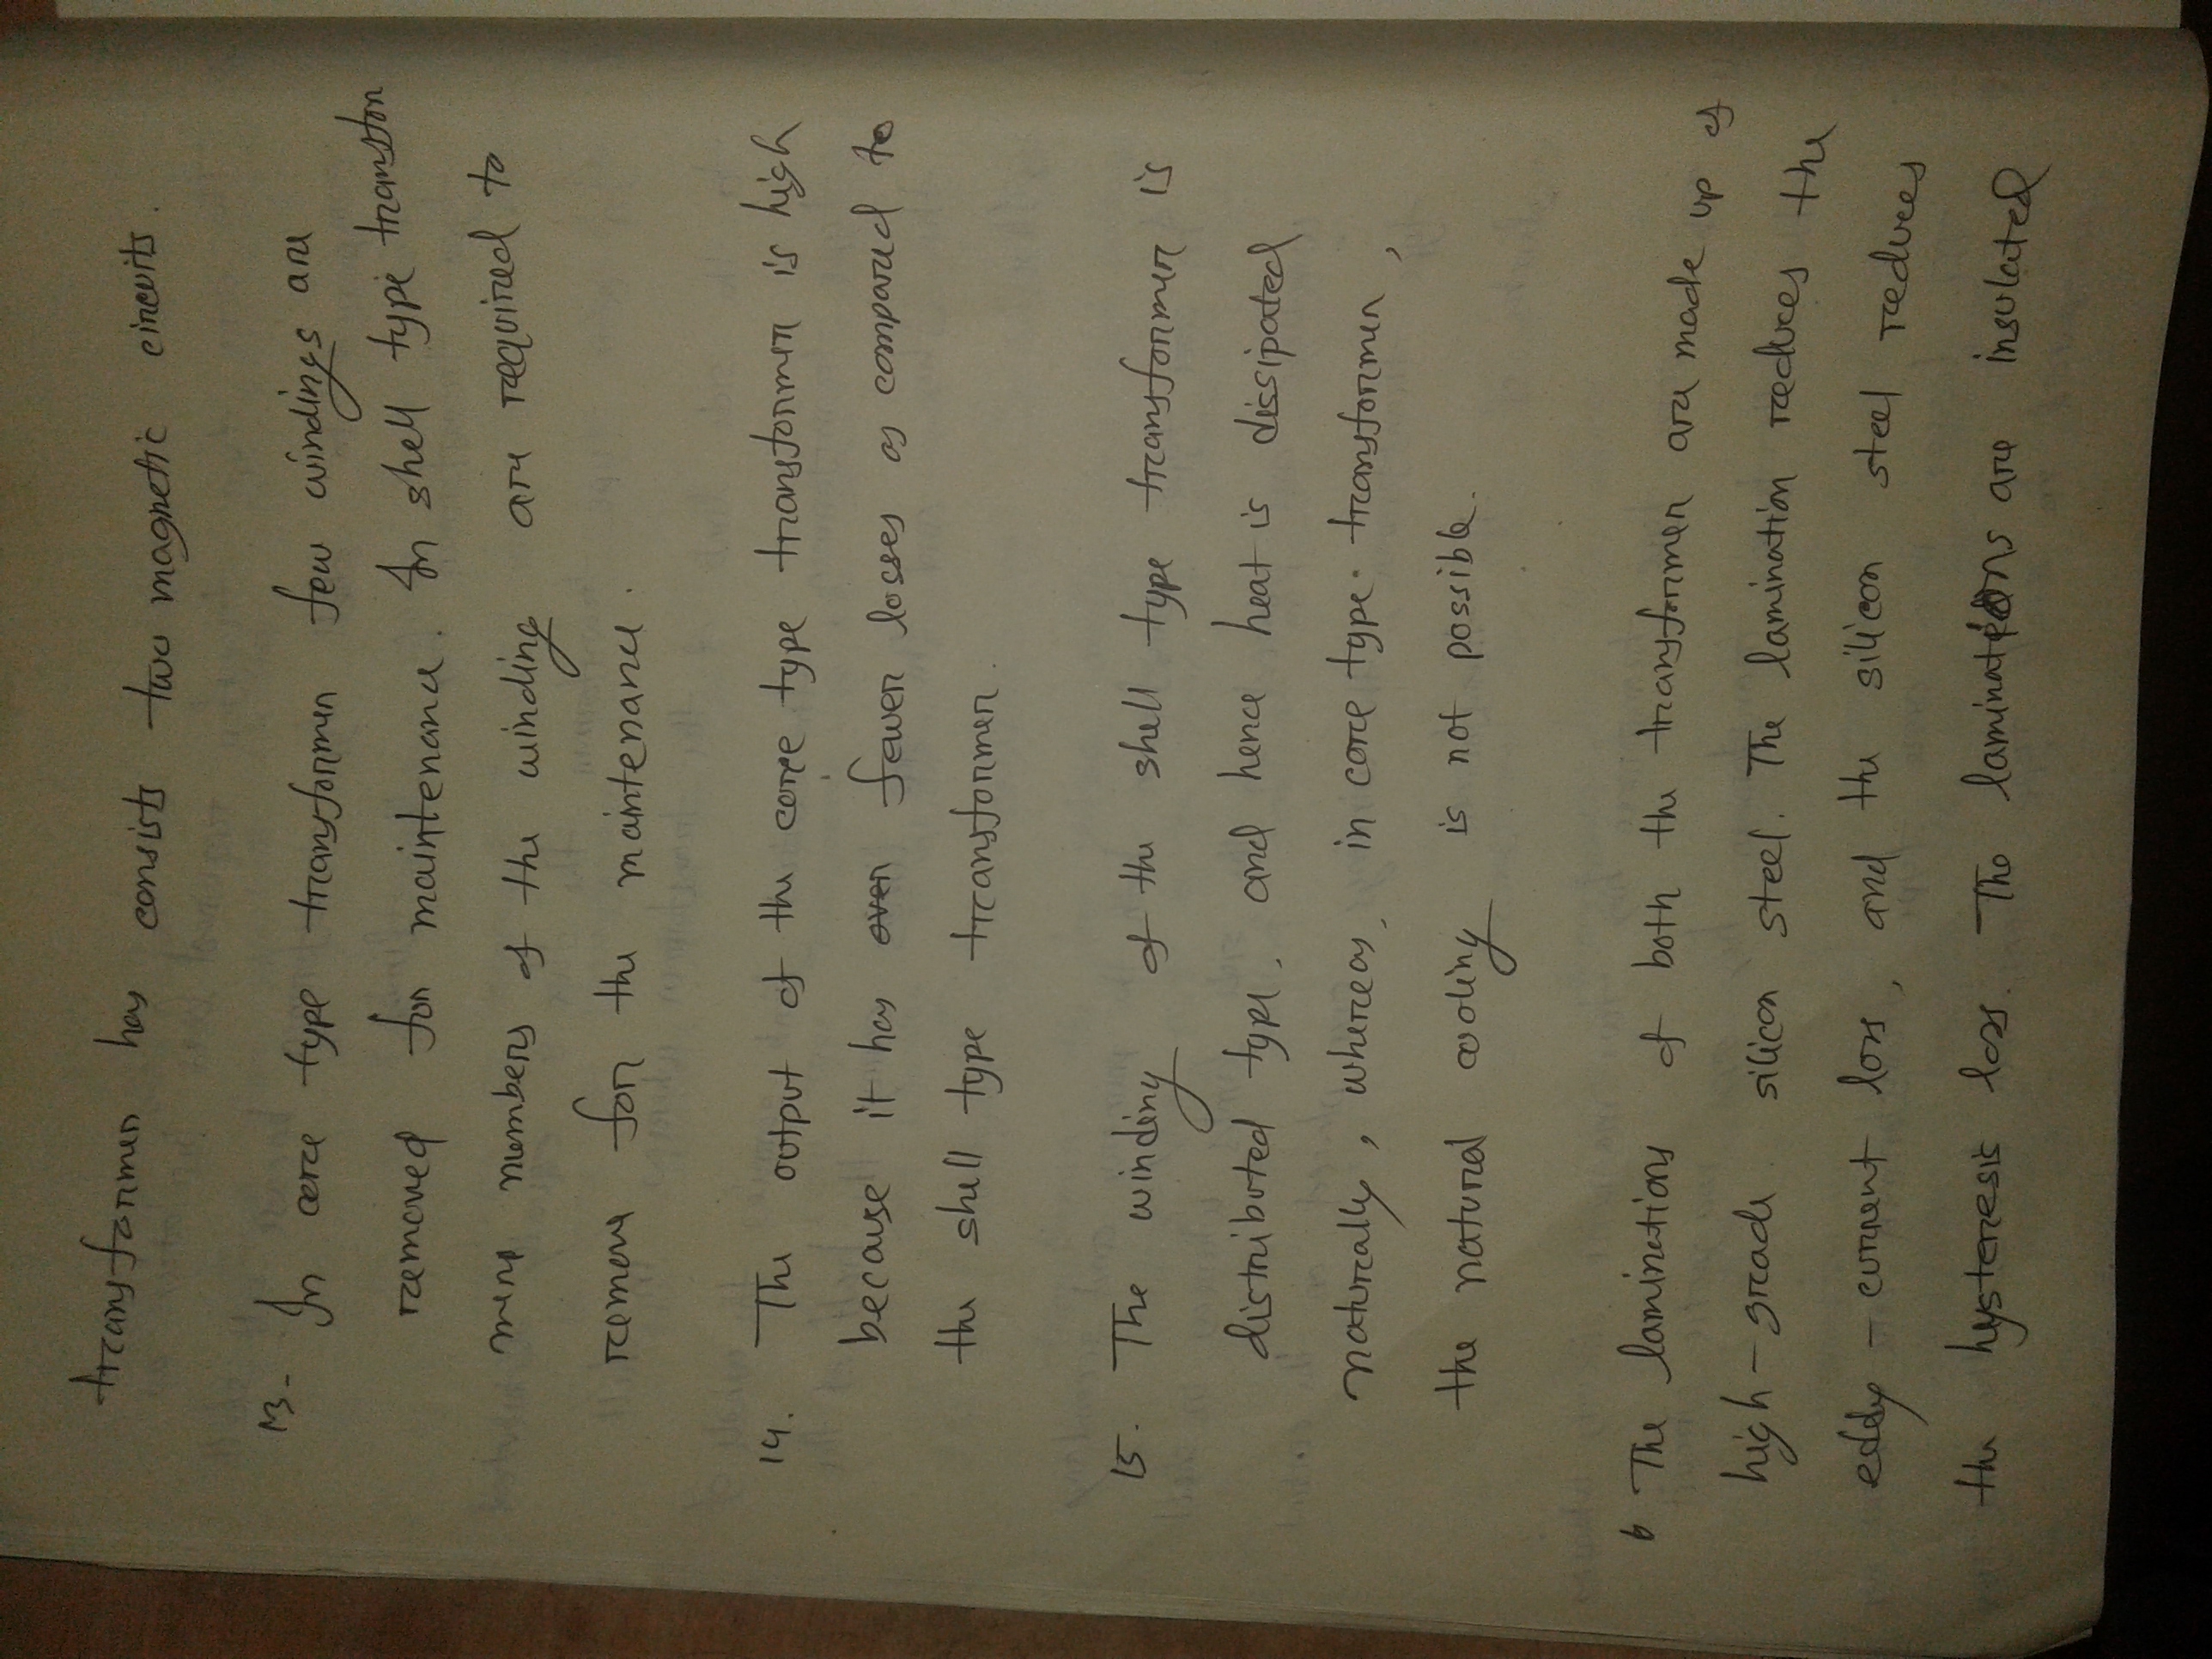 transformer has consists two magnetic circuits.
13- In core type transformer few windings are
removed for maintenance. In shell type transfor
mers numbers of the winding are required to
remove for the maintenance.
14. The output of the core type transformer is high
because it has over fewer losses as compared to
the shell type transformer.
15. The winding of the shell type transformer is
distributed type, and hence heat is dissipated
naturally, whereas, in core type transformer,
the natural cooling is not possible.
6 The laminations of both the transformer are made up of
high-grade silicon steel. The lamination reduces the
eddy-current loss, and the silicon steel reduces
the hysteresis loss. The laminations are insulated